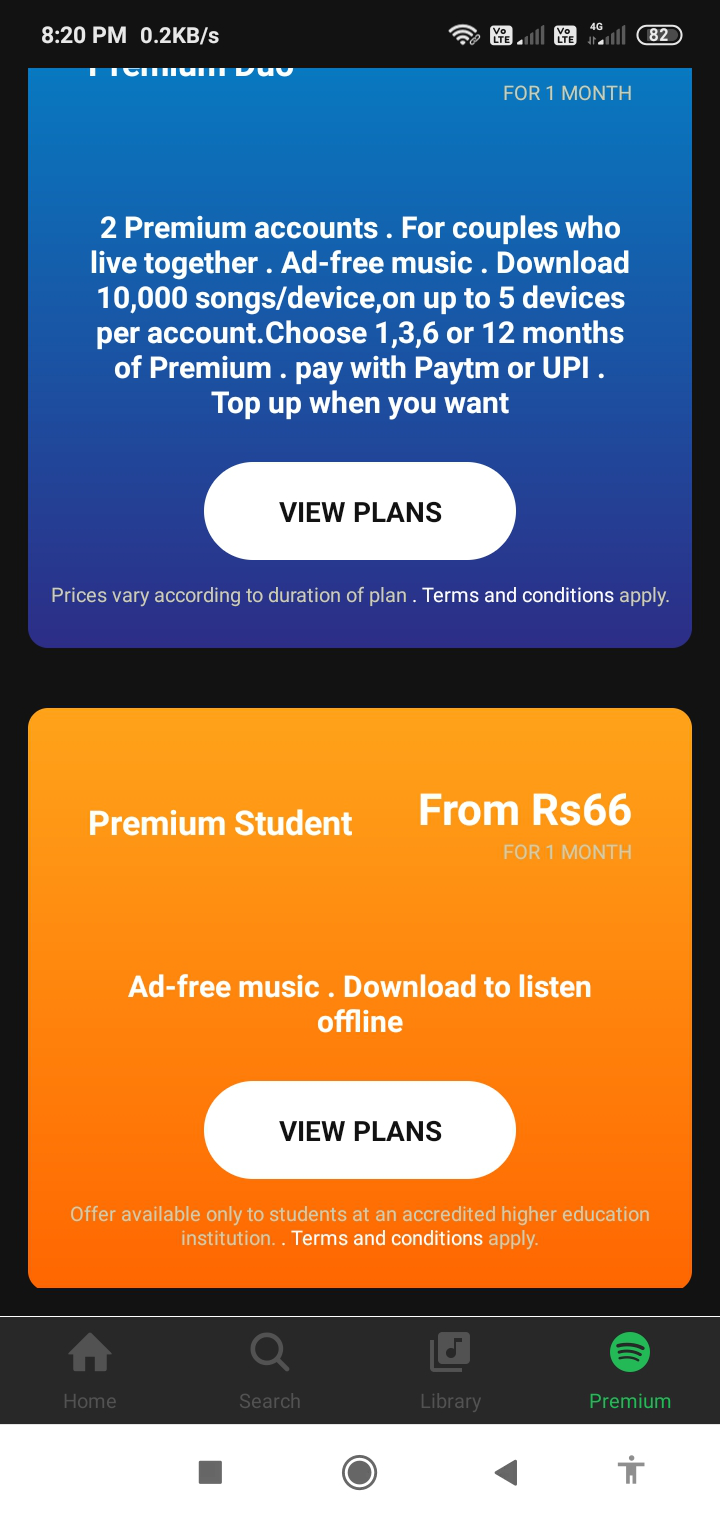 8:20 PM 0.2KB/s
Vo LTE Vo LTE 4G 82
Premium Duo
FOR 1 MONTH
2 Premium accounts . For couples who
live together . Ad-free music . Download
10,000 songs/device,on up to 5 devices
per account.Choose 1,3,6 or 12 months
of Premium . pay with Paytm or UPI .
Top up when you want
VIEW PLANS
Prices vary according to duration of plan . Terms and conditions apply.
Premium Student
From Rs66
FOR 1 MONTH
Ad-free music . Download to listen
offline
VIEW PLANS
Offer available only to students at an accredited higher education
institution. . Terms and conditions apply.
Home Search Library Premium